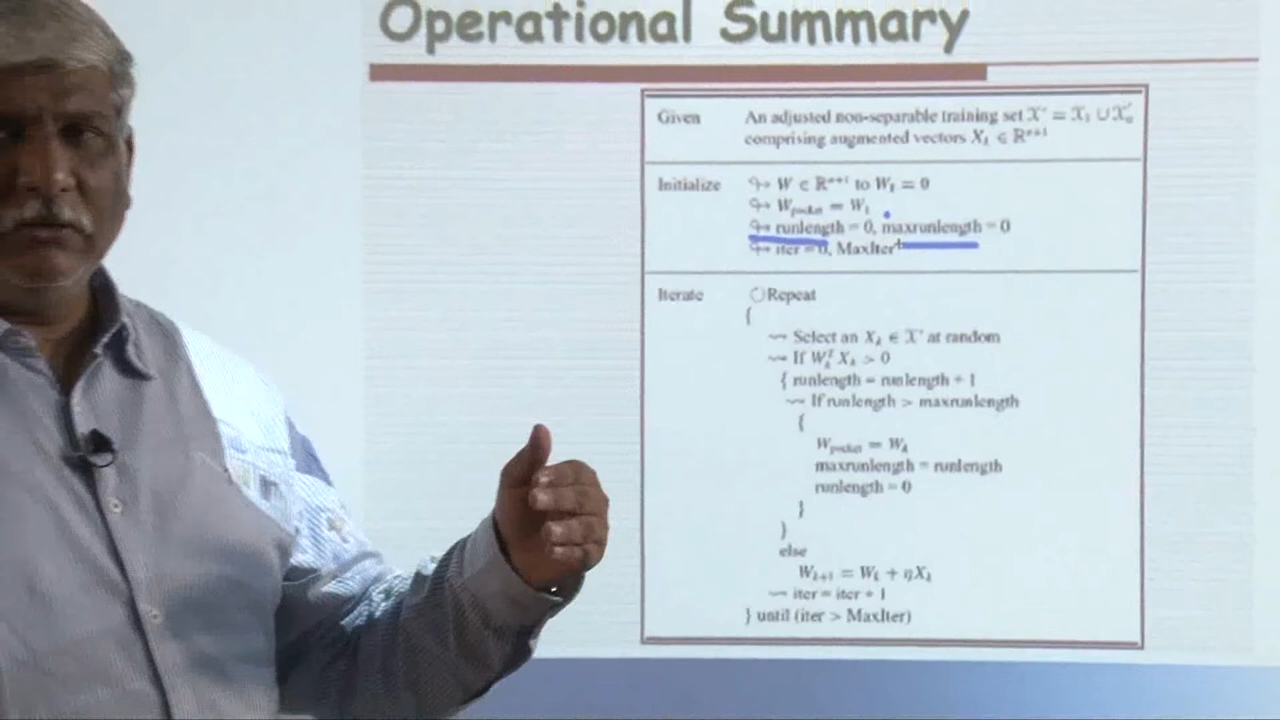 Operational Summary
Given An adjusted non-separable training set X' = X₁ ∪ X₀'
comprising augmented vectors Xₖ ∈ ℝⁿ⁺¹
Initialize ↬ W ∈ ℝⁿ⁺¹ to W₁ = 0
↬ W_pocket = W₁
↬ runlength = 0, maxrunlength = 0
↬ iter = 0, MaxIter
Iterate ↻ Repeat
{
⇝ Select an Xₖ ∈ X' at random
⇝ If Wₖᵀ Xₖ > 0
{ runlength = runlength + 1
⇝ If runlength > maxrunlength
{
W_pocket = Wₖ
maxrunlength = runlength
runlength = 0
}
}
else
Wₖ₊₁ = Wₖ + ηXₖ
⇝ iter = iter + 1
} until (iter > MaxIter)